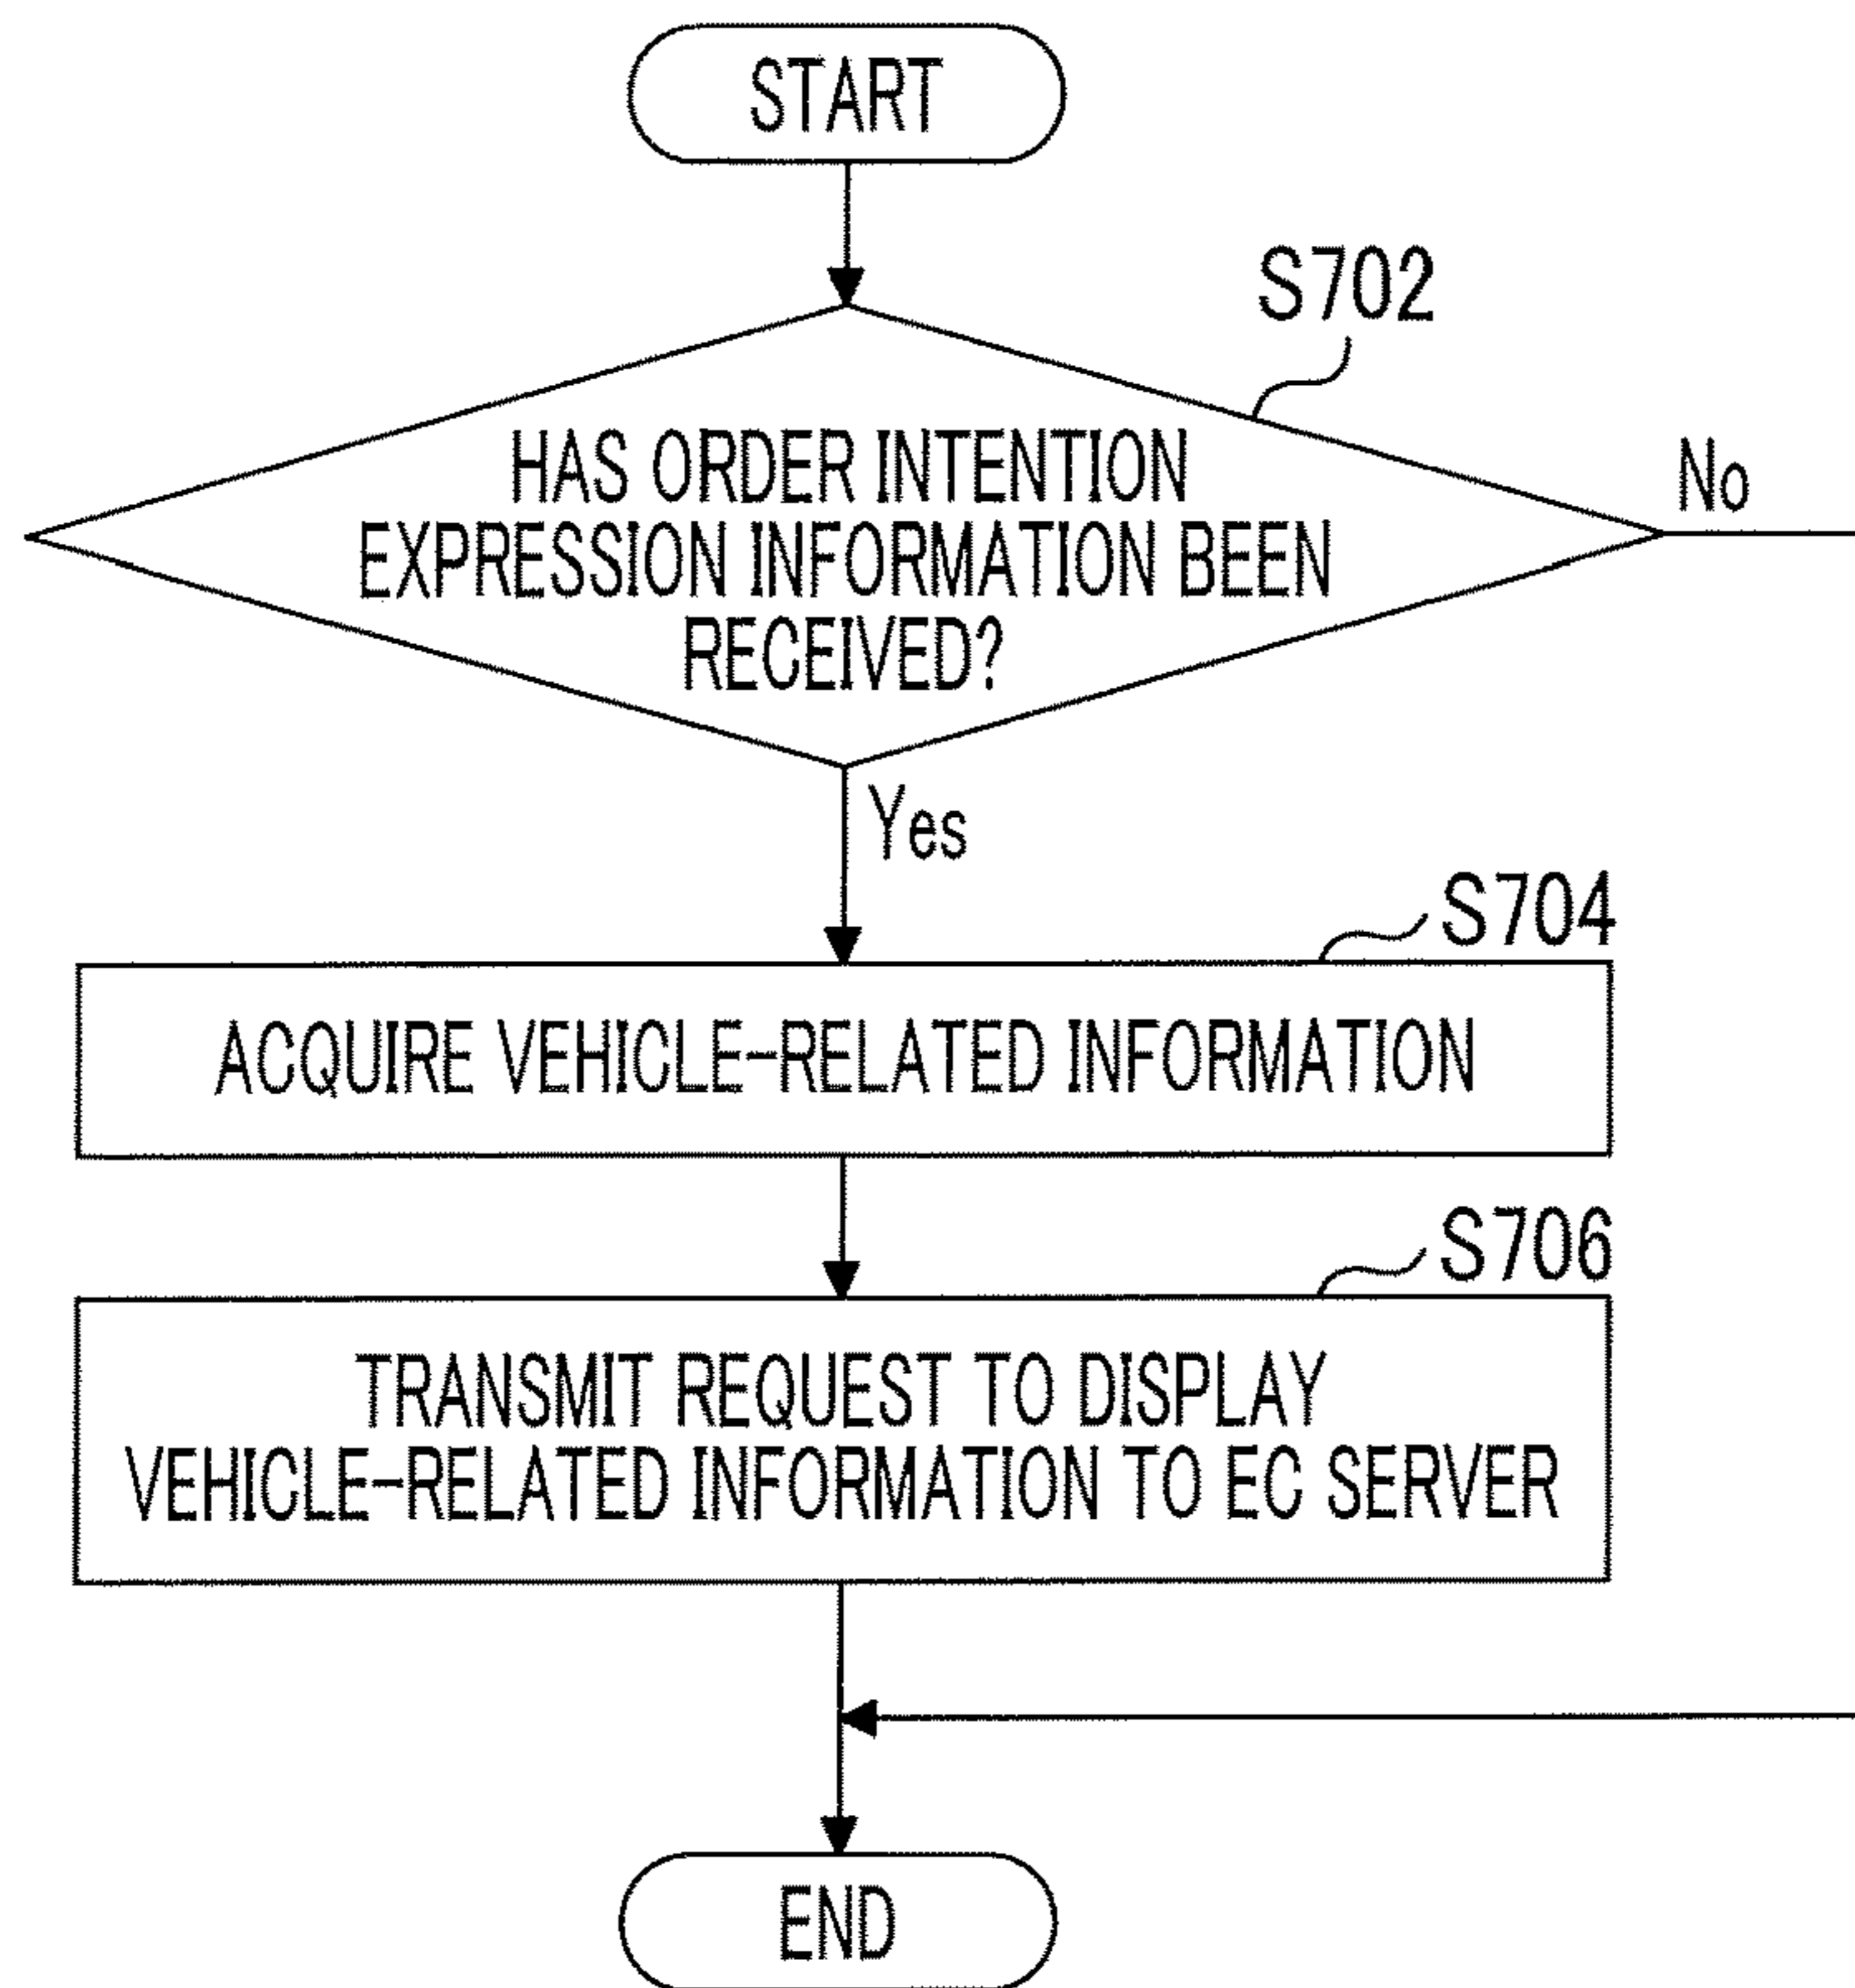 START
S702
HAS ORDER INTENTION
EXPRESSION INFORMATION BEEN
RECEIVED?
No
Yes
S704
ACQUIRE VEHICLE-RELATED INFORMATION
S706
TRANSMIT REQUEST TO DISPLAY
VEHICLE-RELATED INFORMATION TO EC SERVER
END